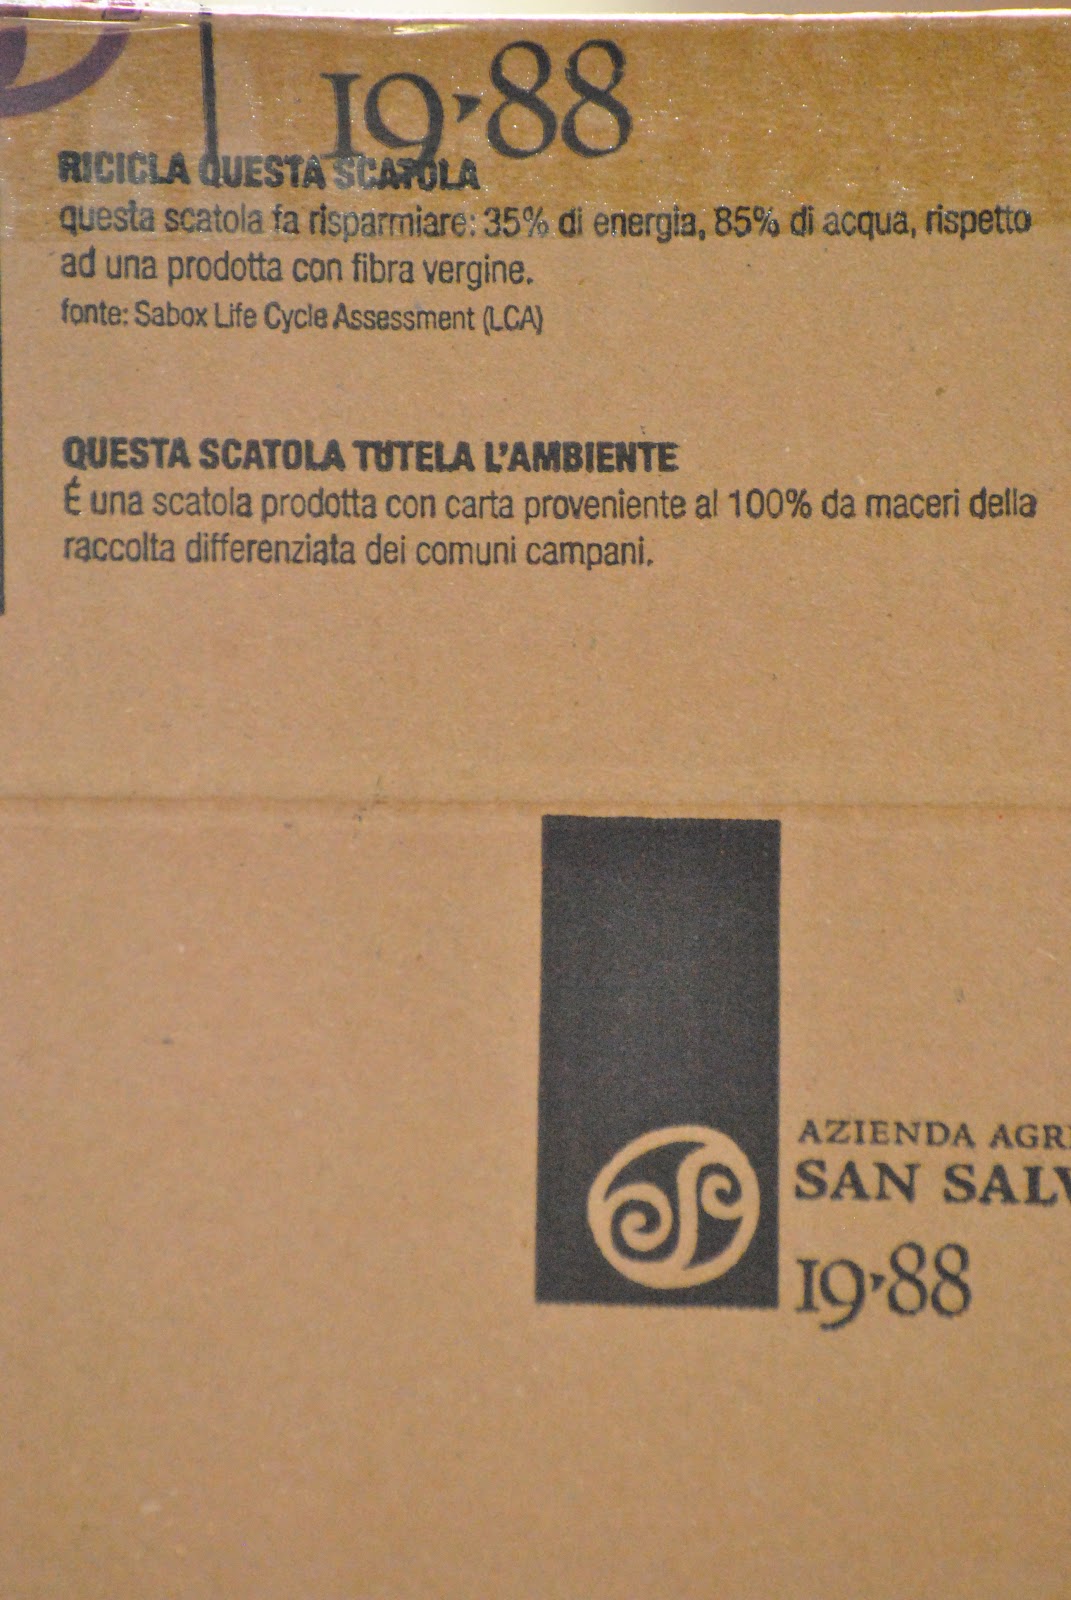 19'88
RICICLA QUESTA SCATOLA
questa scatola fa risparmiare: 35% di energia, 85% di acqua, rispetto
ad una prodotta con fibra vergine.
fonte: Sabox Life Cycle Assessment (LCA)
QUESTA SCATOLA TUTELA L'AMBIENTE
É una scatola prodotta con carta proveniente al 100% da maceri della
raccolta differenziata dei comuni campani.
AZIENDA AGRI
SAN SALV
19'88